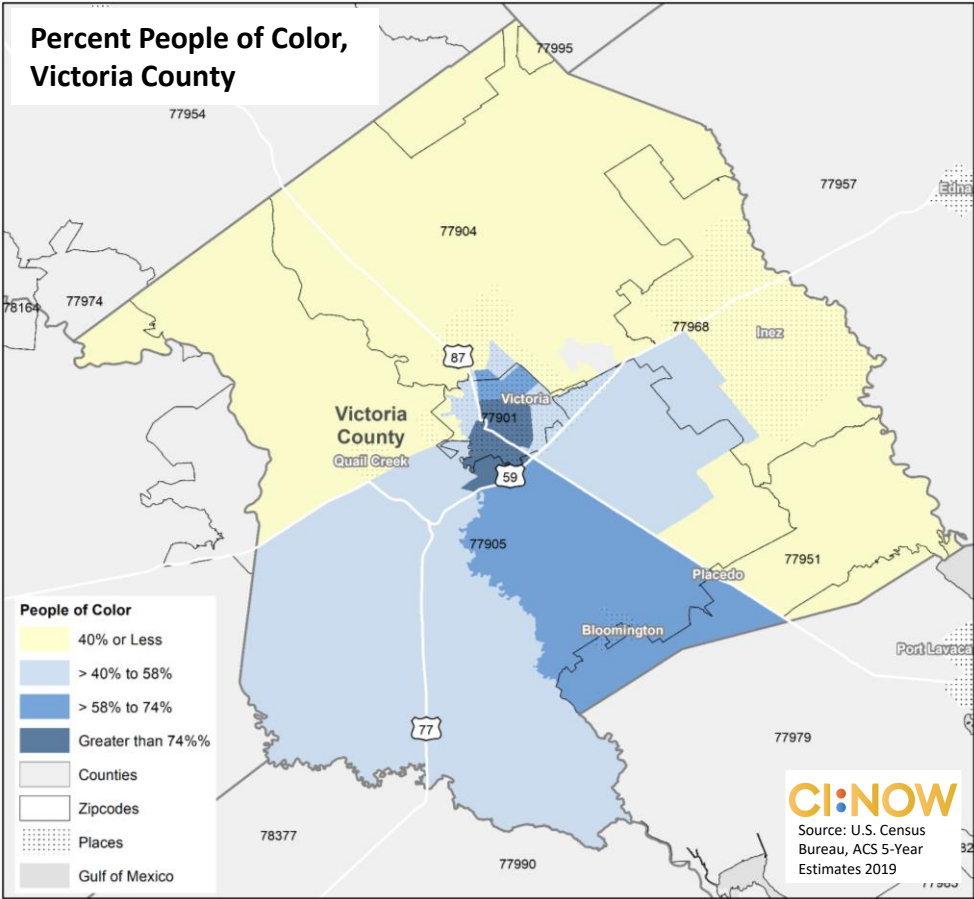 Percent People of Color,
Victoria County
77995
77954
77957
Edna
77904
77974
78164
77968
Inez
87
Victoria
77901
Victoria
County
Quail Creek
59
77905
77951
Placedo
Bloomington
Port Lavaca
People of Color
40% or Less
> 40% to 58%
> 58% to 74%
Greater than 74%%
Counties
Zipcodes
Places
Gulf of Mexico
77
77979
78377
77990
CI:NOW
Source: U.S. Census
Bureau, ACS 5-Year
Estimates 2019